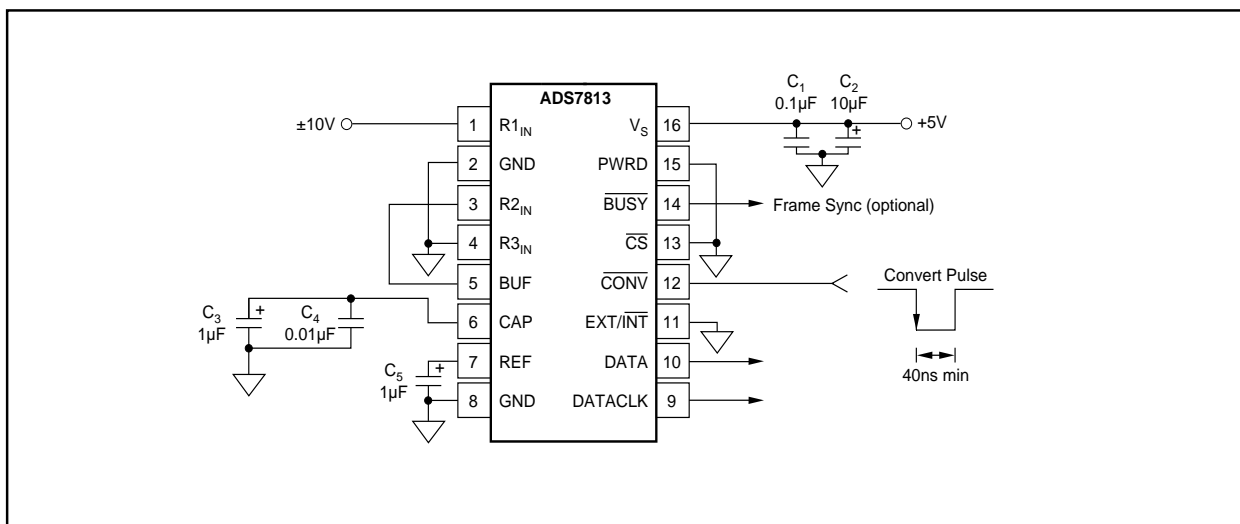 ADS7813
±10V
1 R1IN
2 GND
3 R2IN
4 R3IN
5 BUF
6 CAP
7 REF
8 GND
VS 16
PWRD 15
BUSY 14
CS 13
CONV 12
EXT/INT 11
DATA 10
DATACLK 9
C1
0.1µF
C2
10µF
+
+5V
Frame Sync (optional)
Convert Pulse
40ns min
C3
1µF
+
C4
0.01µF
C5
1µF
+